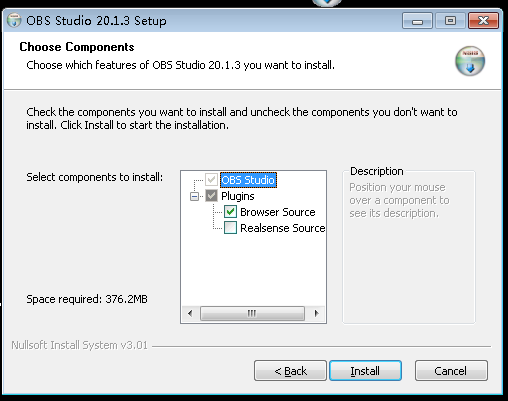 OBS Studio 20.1.3 Setup
Choose Components
Choose which features of OBS Studio 20.1.3 you want to install.
Check the components you want to install and uncheck the components you don't want to
install. Click Install to start the installation.
Select components to install:
OBS Studio
Plugins
Browser Source
Realsense Source
Description
Position your mouse
over a component to
see its description.
Space required: 376.2MB
Nullsoft Install System v3.01
< Back
Install
Cancel